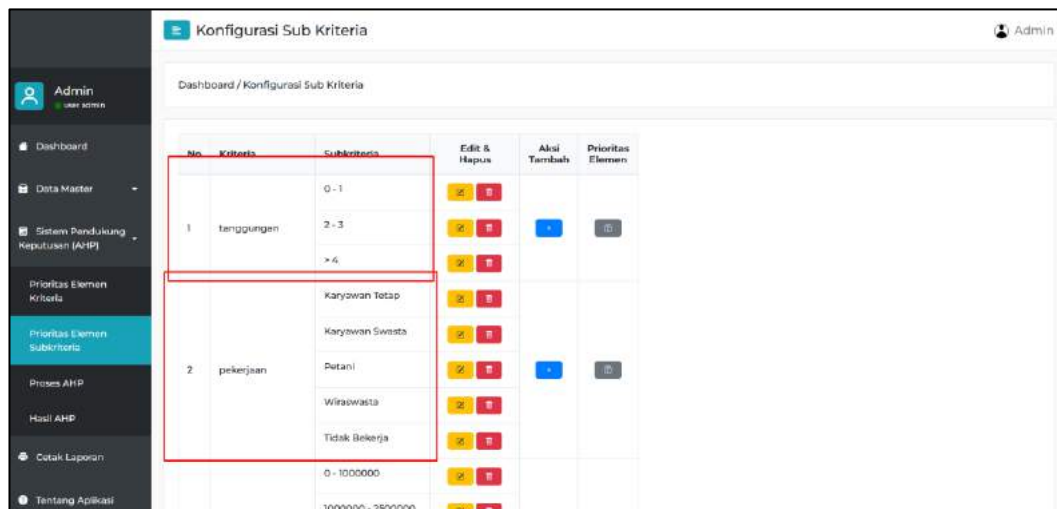 Konfigurasi Sub Kriteria
Admin
Admin
user admin
Dashboard / Konfigurasi Sub Kriteria
Dashboard
Data Master
Sistem Pendukung
Keputusan (AHP)
Prioritas Elemen
Kriteria
Prioritas Elemen
Subkriteria
Proses AHP
Hasil AHP
Cetak Laporan
Tentang Aplikasi
No Kriteria Subkriteria Edit & Hapus Aksi Tambah Prioritas Elemen
1 tanggungan
0 - 1
2 - 3
> 4
2 pekerjaan
Karyawan Tetap
Karyawan Swasta
Petani
Wiraswasta
Tidak Bekerja
0 - 1000000
1000000 - 2500000